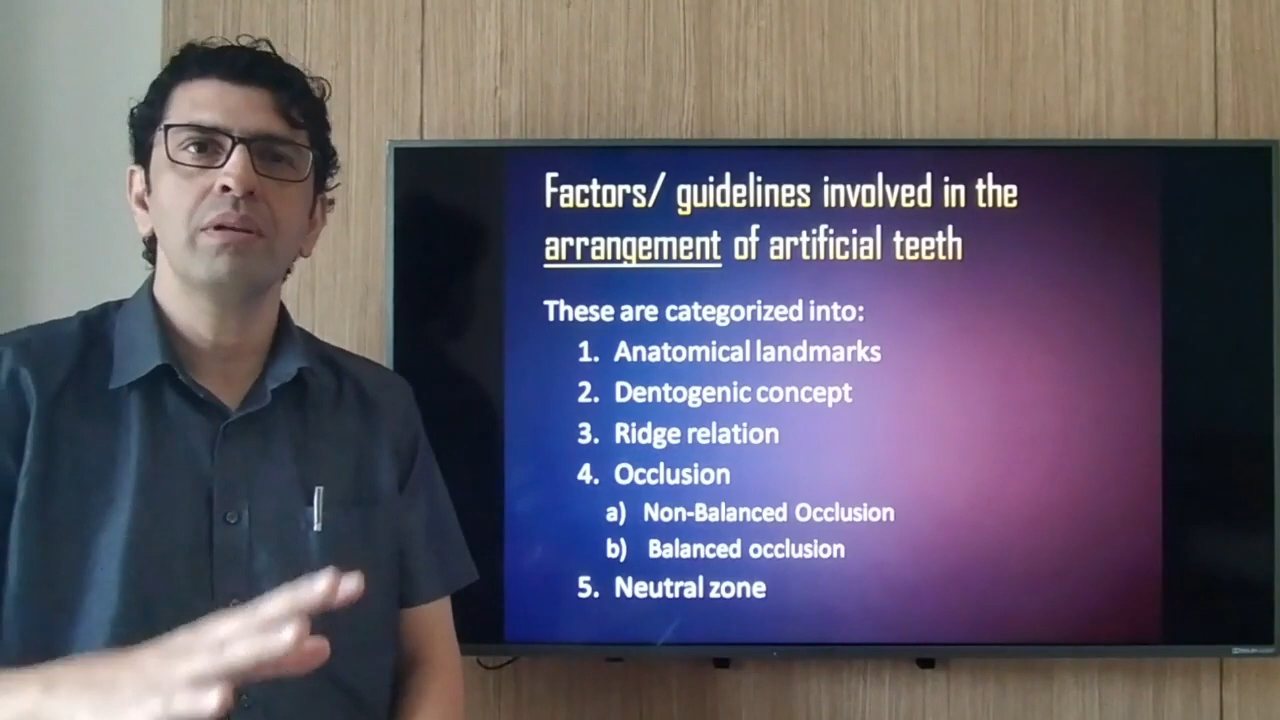 Factors/ guidelines involved in the
arrangement of artificial teeth
These are categorized into:
1. Anatomical landmarks
2. Dentogenic concept
3. Ridge relation
4. Occlusion
a) Non-Balanced Occlusion
b) Balanced occlusion
5. Neutral zone